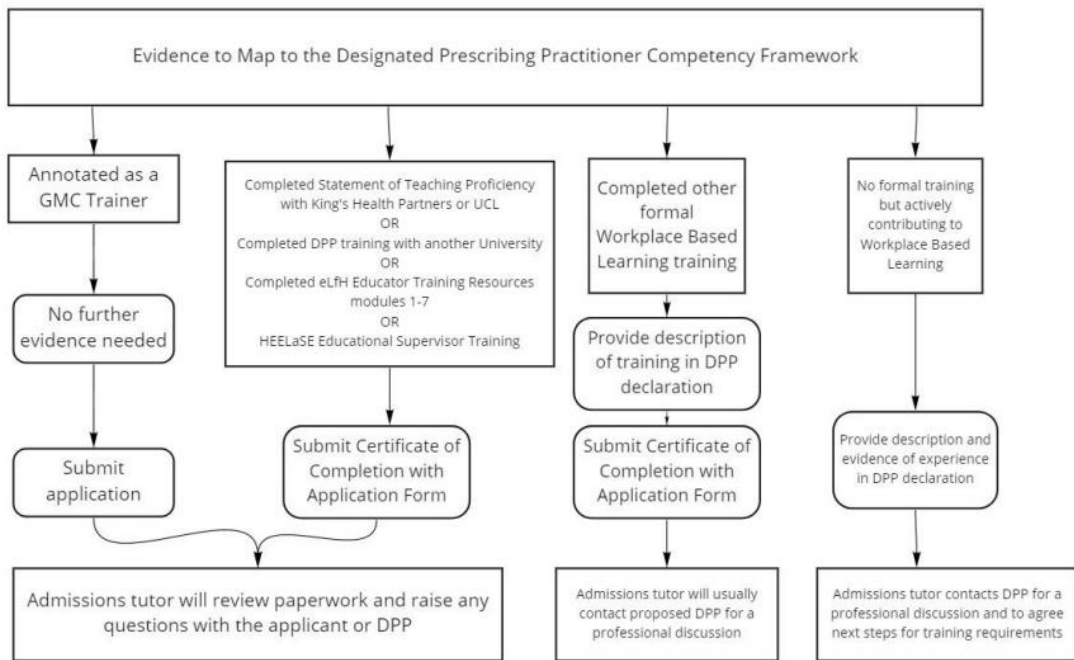 Evidence to Map to the Designated Prescribing Practitioner Competency Framework
Annotated as a
GMC Trainer
No further
evidence needed
Submit
application
Completed Statement of Teaching Proficiency
with King's Health Partners or UCL
OR
Completed DPP training with another University
OR
Completed eLfH Educator Training Resources
modules 1-7
OR
HEELaSE Educational Supervisor Training
Submit Certificate of
Completion with
Application Form
Admissions tutor will review paperwork and raise any
questions with the applicant or DPP
Completed other
formal
Workplace Based
Learning training
Provide description
of training in DPP
declaration
Submit Certificate of
Completion with
Application Form
Admissions tutor will usually
contact proposed DPP for a
professional discussion
No formal training
but actively
contributing to
Workplace Based
Learning
Provide description and
evidence of experience
in DPP declaration
Admissions tutor contacts DPP for a
professional discussion and to agree
next steps for training requirements